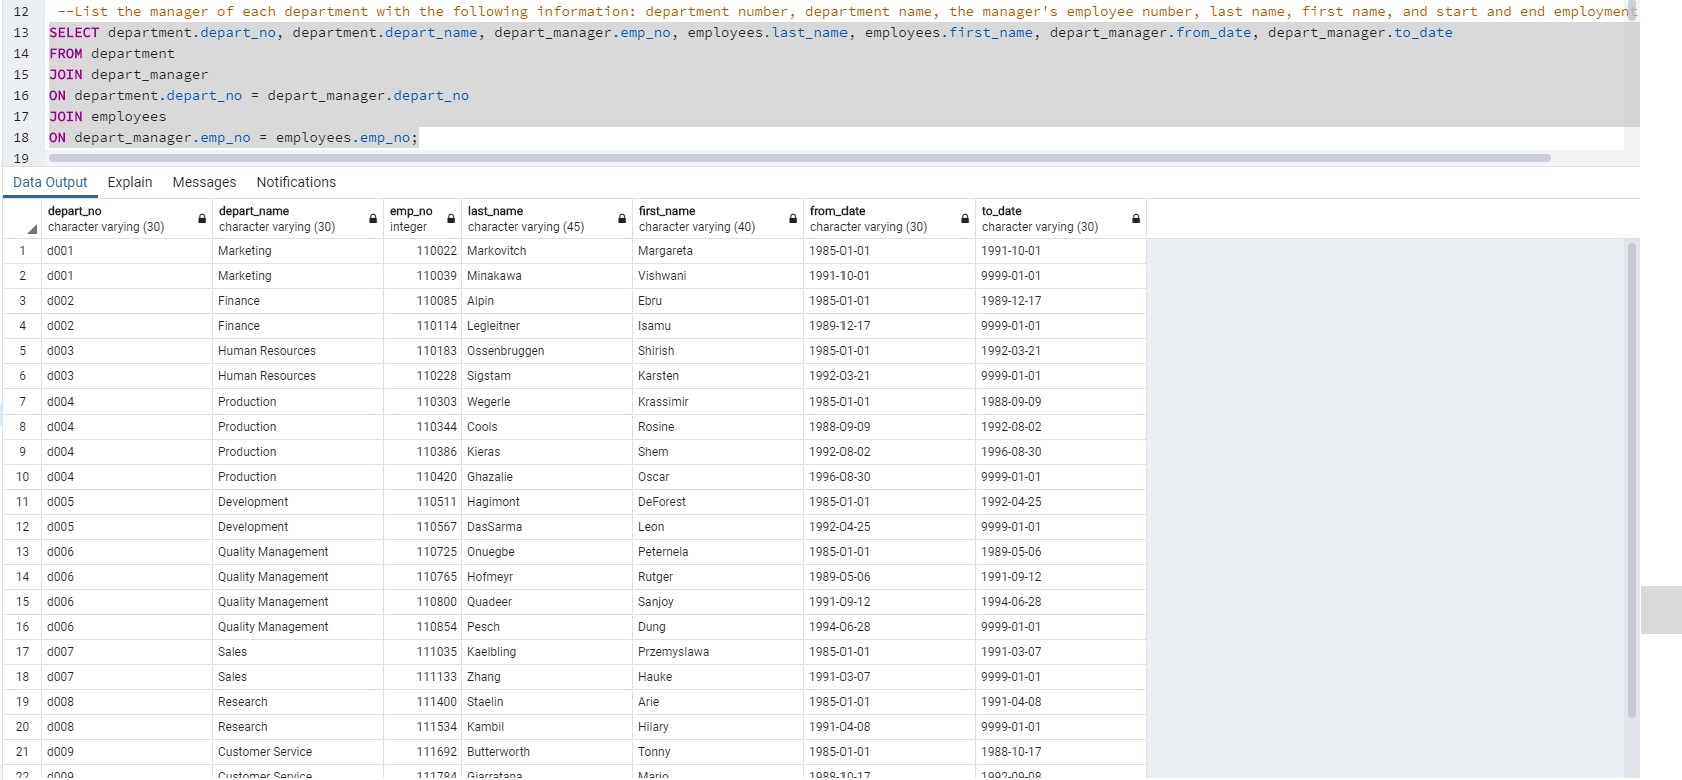 12 --List the manager of each department with the following information: department number, department name, the manager's employee number, last name, first name, and start and end employment
13 SELECT department.depart_no, department.depart_name, depart_manager.emp_no, employees.last_name, employees.first_name, depart_manager.from_date, depart_manager.to_date
14 FROM department
15 JOIN depart_manager
16 ON department.depart_no = depart_manager.depart_no
17 JOIN employees
18 ON depart_manager.emp_no = employees.emp_no;
19
Data Output Explain Messages Notifications
depart_no depart_name emp_no last_name first_name from_date to_date
character varying (30) character varying (30) integer character varying (45) character varying (40) character varying (30) character varying (30)
1 d001 Marketing 110022 Markovitch Margareta 1985-01-01 1991-10-01
2 d001 Marketing 110039 Minakawa Vishwani 1991-10-01 9999-01-01
3 d002 Finance 110085 Alpin Ebru 1985-01-01 1989-12-17
4 d002 Finance 110114 Legleitner Isamu 1989-12-17 9999-01-01
5 d003 Human Resources 110183 Ossenbruggen Shirish 1985-01-01 1992-03-21
6 d003 Human Resources 110228 Sigstam Karsten 1992-03-21 9999-01-01
7 d004 Production 110303 Wegerle Krassimir 1985-01-01 1988-09-09
8 d004 Production 110344 Cools Rosine 1988-09-09 1992-08-02
9 d004 Production 110386 Kieras Shem 1992-08-02 1996-08-30
10 d004 Production 110420 Ghazalie Oscar 1996-08-30 9999-01-01
11 d005 Development 110511 Hagimont DeForest 1985-01-01 1992-04-25
12 d005 Development 110567 DasSarma Leon 1992-04-25 9999-01-01
13 d006 Quality Management 110725 Onuegbe Peternela 1985-01-01 1989-05-06
14 d006 Quality Management 110765 Hofmeyr Rutger 1989-05-06 1991-09-12
15 d006 Quality Management 110800 Quadeer Sanjoy 1991-09-12 1994-06-28
16 d006 Quality Management 110854 Pesch Dung 1994-06-28 9999-01-01
17 d007 Sales 111035 Kaelbling Przemyslawa 1985-01-01 1991-03-07
18 d007 Sales 111133 Zhang Hauke 1991-03-07 9999-01-01
19 d008 Research 111400 Staelin Arie 1985-01-01 1991-04-08
20 d008 Research 111534 Kambil Hilary 1991-04-08 9999-01-01
21 d009 Customer Service 111692 Butterworth Tonny 1985-01-01 1988-10-17
22 d009 Customer Service 111784 Giarratana Mario 1988-10-17 1992-09-08